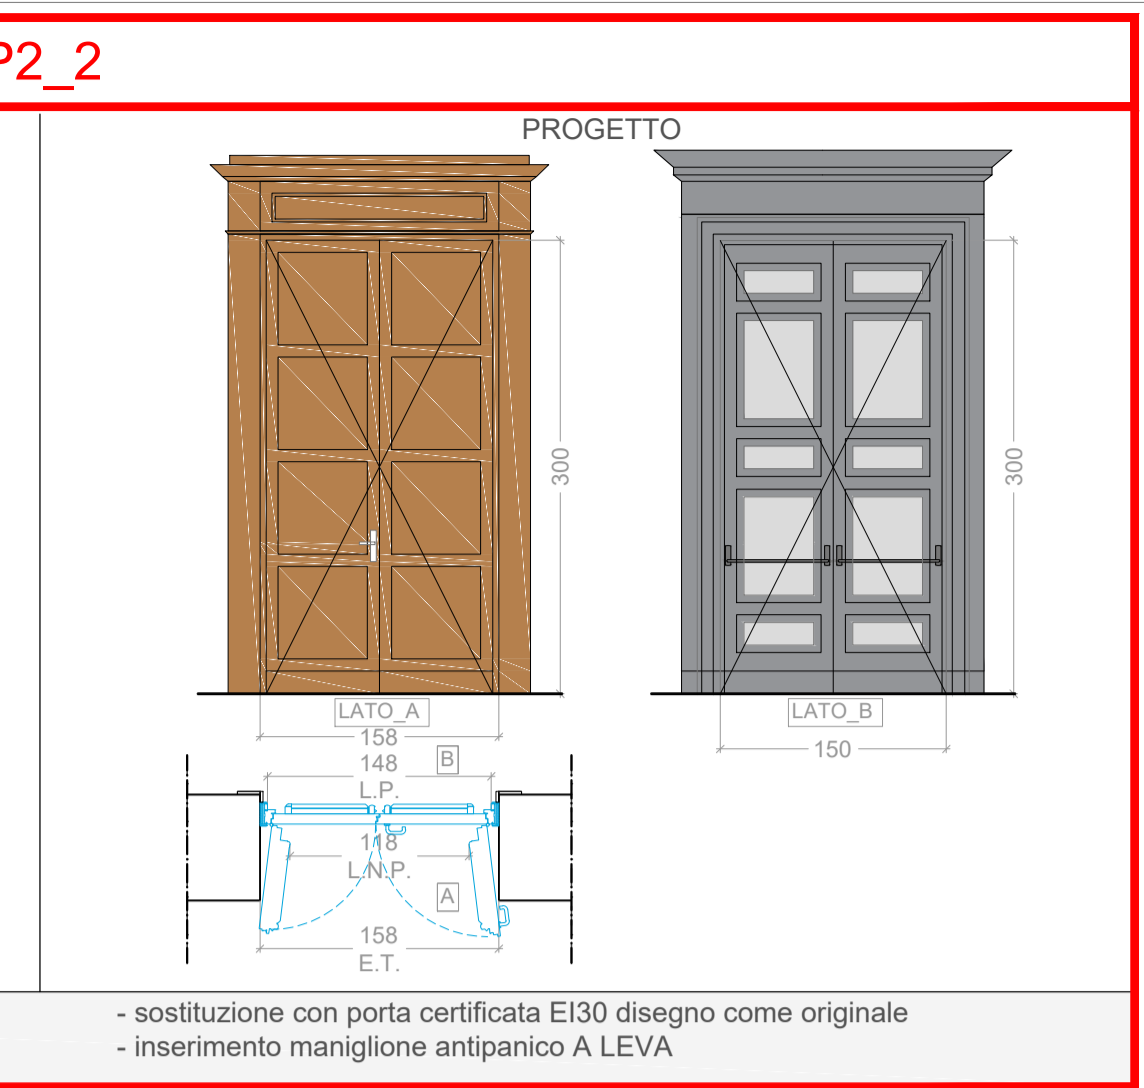 P2_2
PROGETTO
300
300
LATO_A
LATO_B
158
150
148
B
L.P.
118
L.N.P.
A
158
E.T.
- sostituzione con porta certificata EI30 disegno come originale
- inserimento maniglione antipanico A LEVA